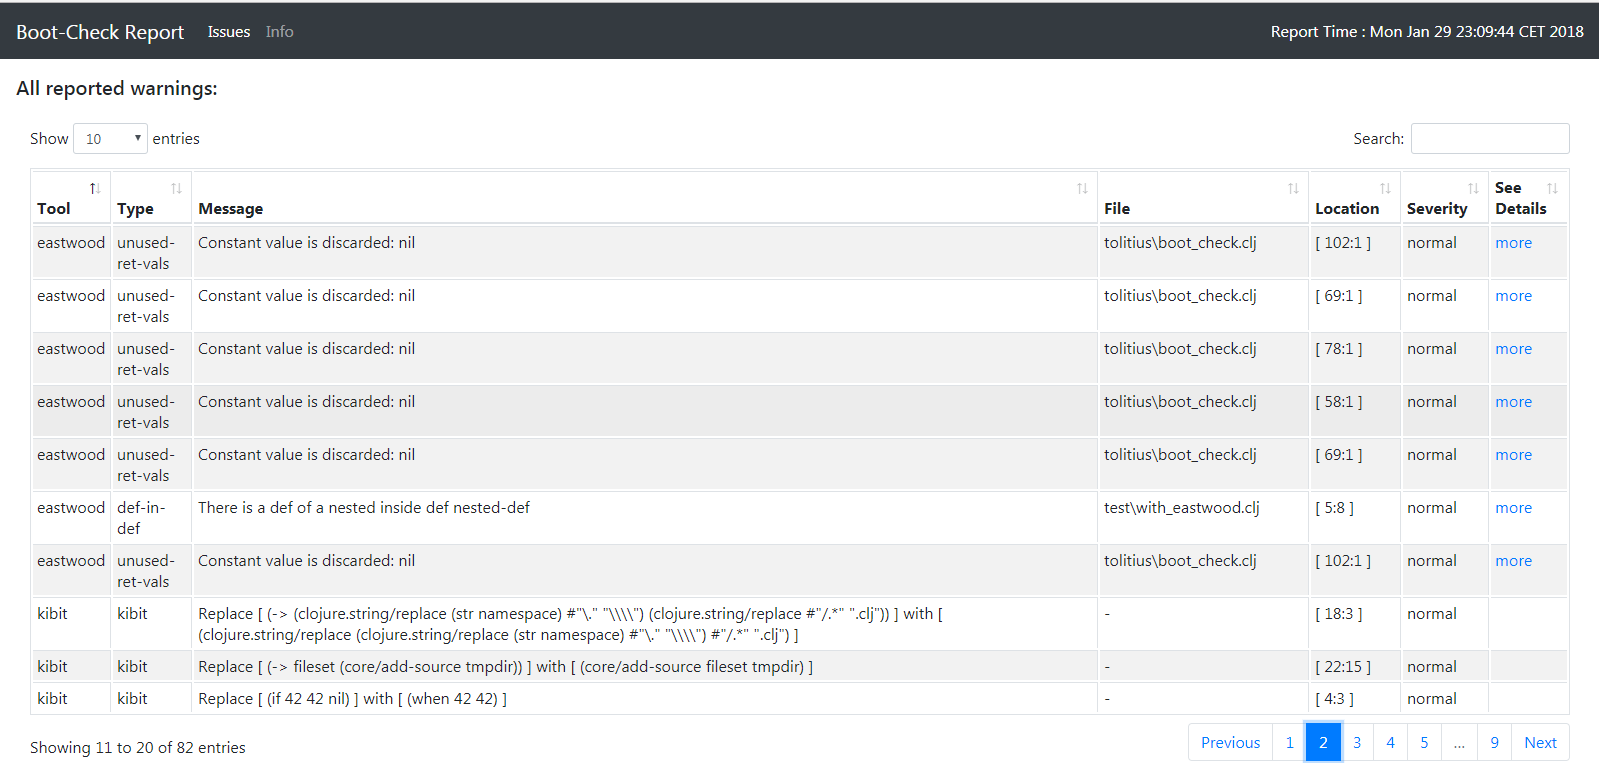 Boot-Check Report Issues Info Report Time : Mon Jan 29 23:09:44 CET 2018
All reported warnings:
Show 10 entries Search:
Tool Type Message File Location Severity See Details
eastwood unused-ret-vals Constant value is discarded: nil tolitius\boot_check.clj [ 102:1 ] normal more
eastwood unused-ret-vals Constant value is discarded: nil tolitius\boot_check.clj [ 69:1 ] normal more
eastwood unused-ret-vals Constant value is discarded: nil tolitius\boot_check.clj [ 78:1 ] normal more
eastwood unused-ret-vals Constant value is discarded: nil tolitius\boot_check.clj [ 58:1 ] normal more
eastwood unused-ret-vals Constant value is discarded: nil tolitius\boot_check.clj [ 69:1 ] normal more
eastwood def-in-def There is a def of a nested inside def nested-def test\with_eastwood.clj [ 5:8 ] normal more
eastwood unused-ret-vals Constant value is discarded: nil tolitius\boot_check.clj [ 102:1 ] normal more
kibit kibit Replace [ (-> (clojure.string/replace (str namespace) #"\." "\\\\") (clojure.string/replace #"/.*" ".clj")) ] with [ - [ 18:3 ] normal
(clojure.string/replace (clojure.string/replace (str namespace) #"\." "\\\\") #"/.*" ".clj") ]
kibit kibit Replace [ (-> fileset (core/add-source tmpdir)) ] with [ (core/add-source fileset tmpdir) ] - [ 22:15 ] normal
kibit kibit Replace [ (if 42 42 nil) ] with [ (when 42 42) ] - [ 4:3 ] normal
Showing 11 to 20 of 82 entries Previous 1 2 3 4 5 ... 9 Next